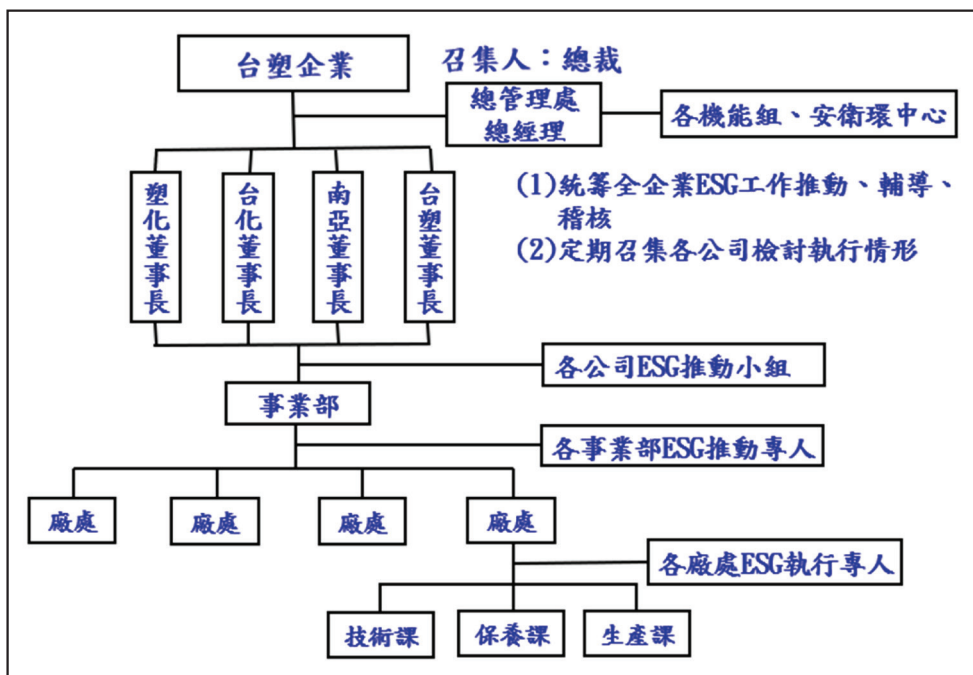 台塑企業
召集人：總裁
總管理處
總經理
各機能組、安衛環中心
塑化董事長
台化董事長
南亞董事長
台塑董事長
(1)統籌全企業ESG工作推動、輔導、
稽核
(2)定期召集各公司檢討執行情形
各公司ESG推動小組
事業部
各事業部ESG推動專人
廠處
廠處
廠處
廠處
各廠處ESG執行專人
技術課
保養課
生產課